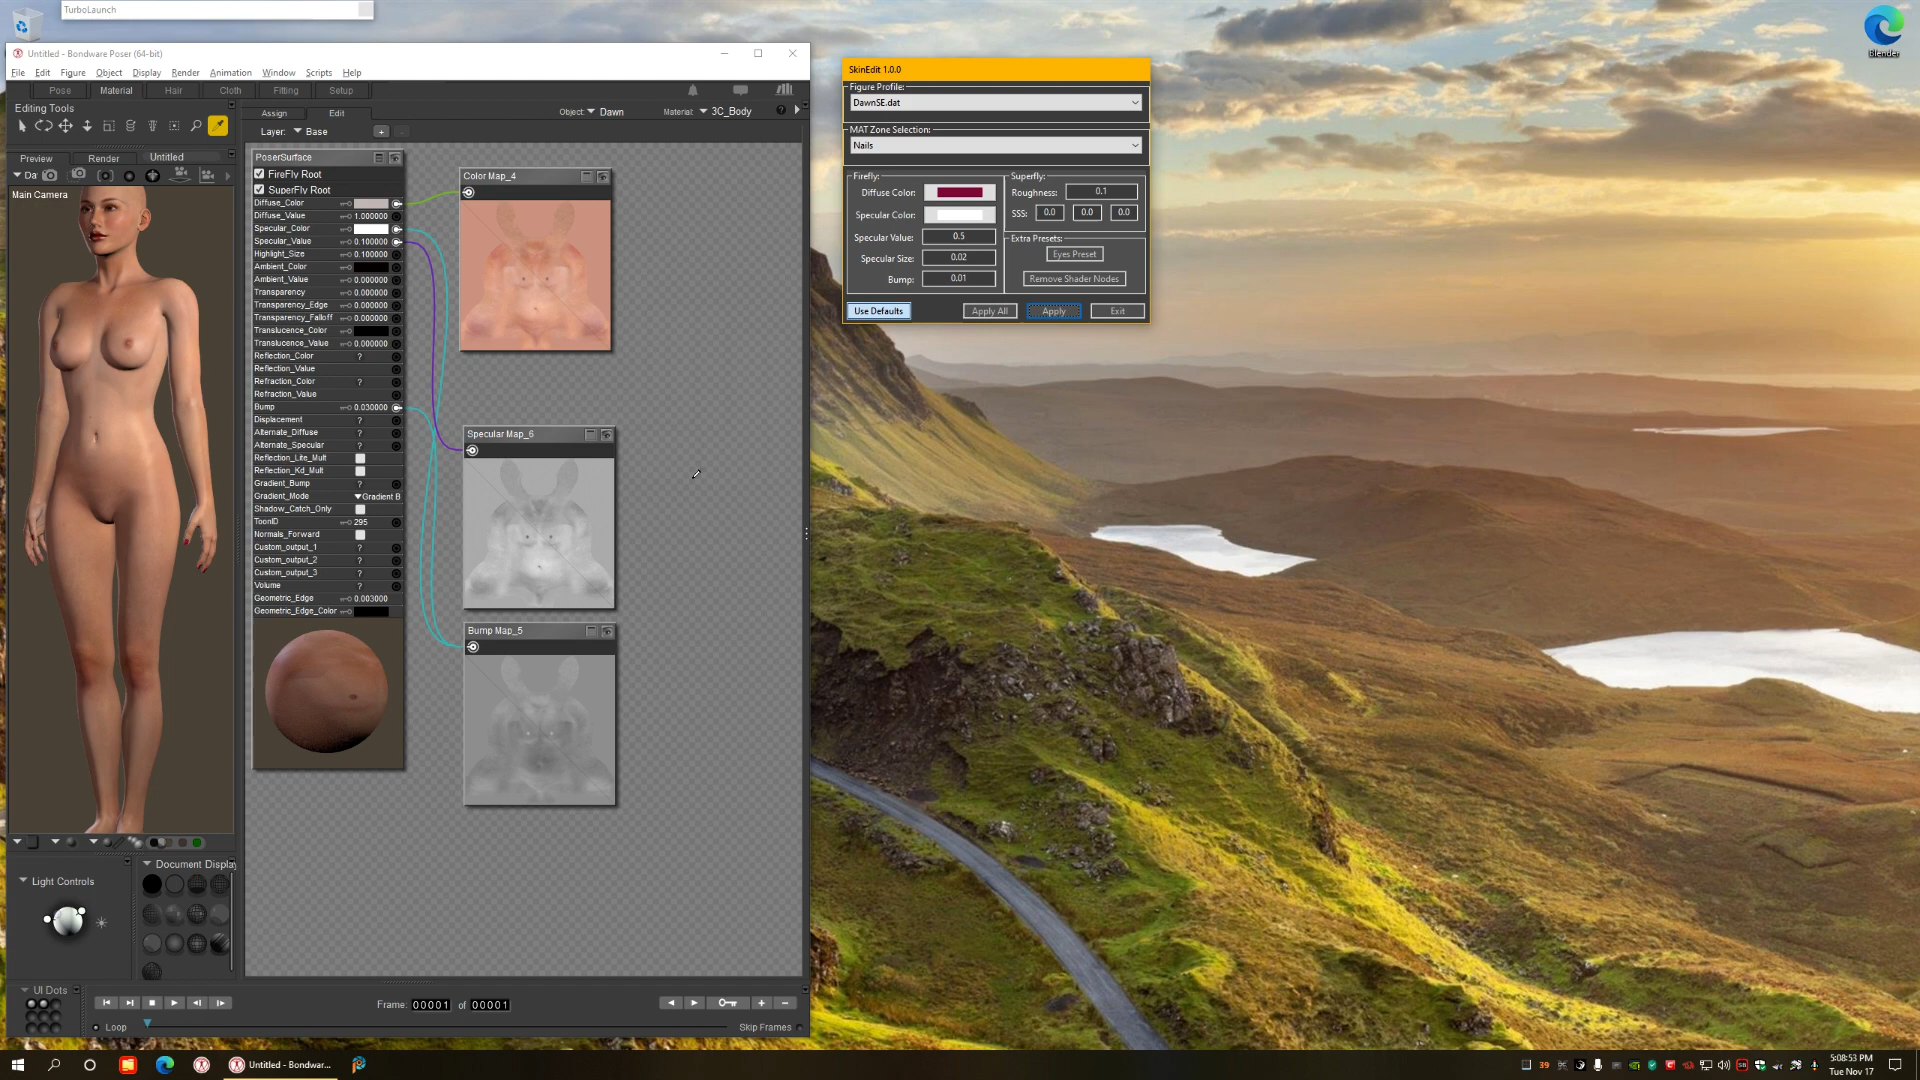 TurboLaunch
Blender
Untitled - Bondware Poser (64-bit)
File Edit Figure Object Display Render Animation Window Scripts Help
Pose Material Hair Cloth Fitting Setup
Editing Tools
Assign Edit Object: Dawn Material: 3C_Body
Layer: Base
Preview Render Untitled
Da
Main Camera
PoserSurface
FireFly Root
SuperFly Root
Diffuse_Color
Diffuse_Value 1.000000
Specular_Color
Specular_Value 0.100000
Highlight_Size 0.100000
Ambient_Color
Ambient_Value 0.000000
Transparency 0.000000
Transparency_Edge 0.000000
Transparency_Falloff 0.000000
Translucence_Color
Translucence_Value 0.000000
Reflection_Color ?
Reflection_Value
Refraction_Color ?
Refraction_Value
Bump 0.030000
Displacement ?
Alternate_Diffuse ?
Alternate_Specular ?
Reflection_Lite_Mult
Reflection_Kd_Mult
Gradient_Bump ?
Gradient_Mode Gradient B
Shadow_Catch_Only
ToonID 295
Normals_Forward
Custom_output_1 ?
Custom_output_2 ?
Custom_output_3 ?
Volume ?
Geometric_Edge 0.003000
Geometric_Edge_Color
Color Map_4
Specular Map_6
Bump Map_5
Light Controls
Document Display
UI Dots
Frame: 00001 of 00001
Loop
Skip Frames
SkinEdit 1.0.0
Figure Profile:
DawnSE.dat
MAT Zone Selection:
Nails
Firefly:
Diffuse Color:
Specular Color:
Specular Value: 0.5
Specular Size: 0.02
Bump: 0.01
Superfly:
Roughness: 0.1
SSS: 0.0 0.0 0.0
Extra Presets:
Eyes Preset
Remove Shader Nodes
Use Defaults Apply All Apply Exit
Untitled - Bondwar...
39
5:08:53 PM
Tue Nov 17